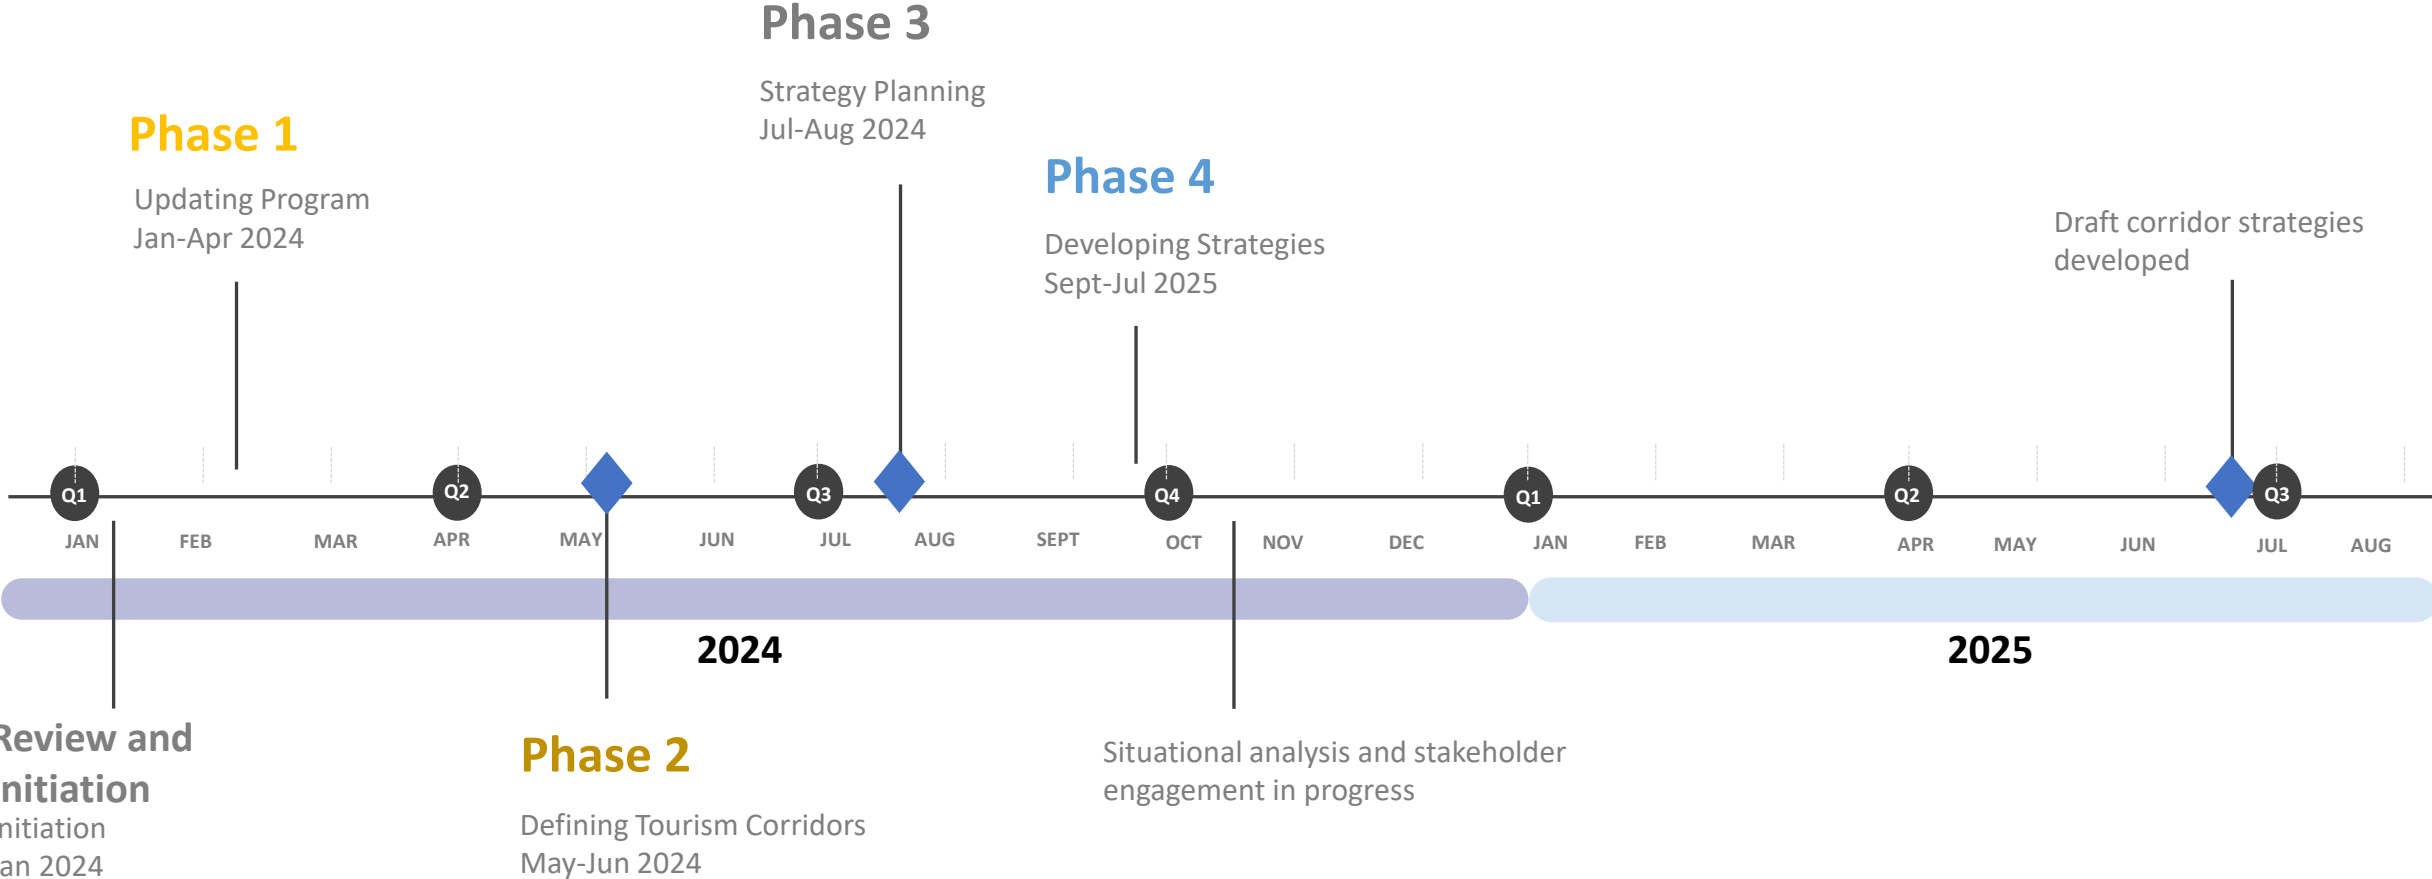 Phase 3
Strategy Planning
Jul-Aug 2024
Phase 1
Updating Program
Jan-Apr 2024
Phase 4
Developing Strategies
Sept-Jul 2025
Draft corridor strategies
developed
Q1
Q2
Q3
Q4
Q1
Q2
Q3
JAN FEB MAR APR MAY JUN JUL AUG SEPT OCT NOV DEC JAN FEB MAR APR MAY JUN JUL AUG
2024
2025
Review and
nitiation
nitiation
an 2024
Phase 2
Defining Tourism Corridors
May-Jun 2024
Situational analysis and stakeholder
engagement in progress